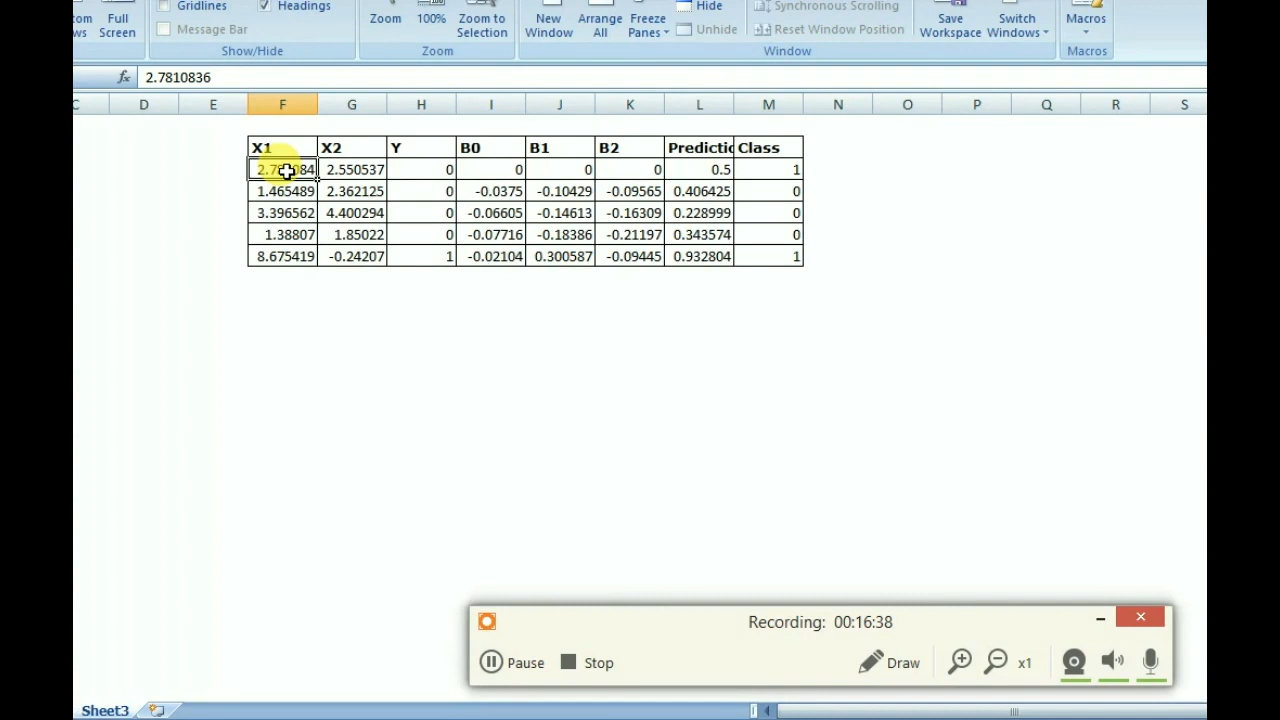 Gridlines Headings
Message Bar
Show/Hide
Full Screen
Zoom 100% Zoom to Selection
Zoom
New Window Arrange All Freeze Panes
Hide
Unhide
Synchronous Scrolling
Reset Window Position
Window
Save Workspace Switch Windows
Macros
Macros
fx 2.7810836
D E F G H I J K L M N O P Q R S
X1 X2 Y B0 B1 B2 Predictic Class
2.550537 0 0 0 0 0.5 1
1.465489 2.362125 0 -0.0375 -0.10429 -0.09565 0.406425 0
3.396562 4.400294 0 -0.06605 -0.14613 -0.16309 0.228999 0
1.38807 1.85022 0 -0.07716 -0.18386 -0.21197 0.343574 0
8.675419 -0.24207 1 -0.02104 0.300587 -0.09445 0.932804 1
Recording: 00:16:38
Pause Stop Draw x1
Sheet3